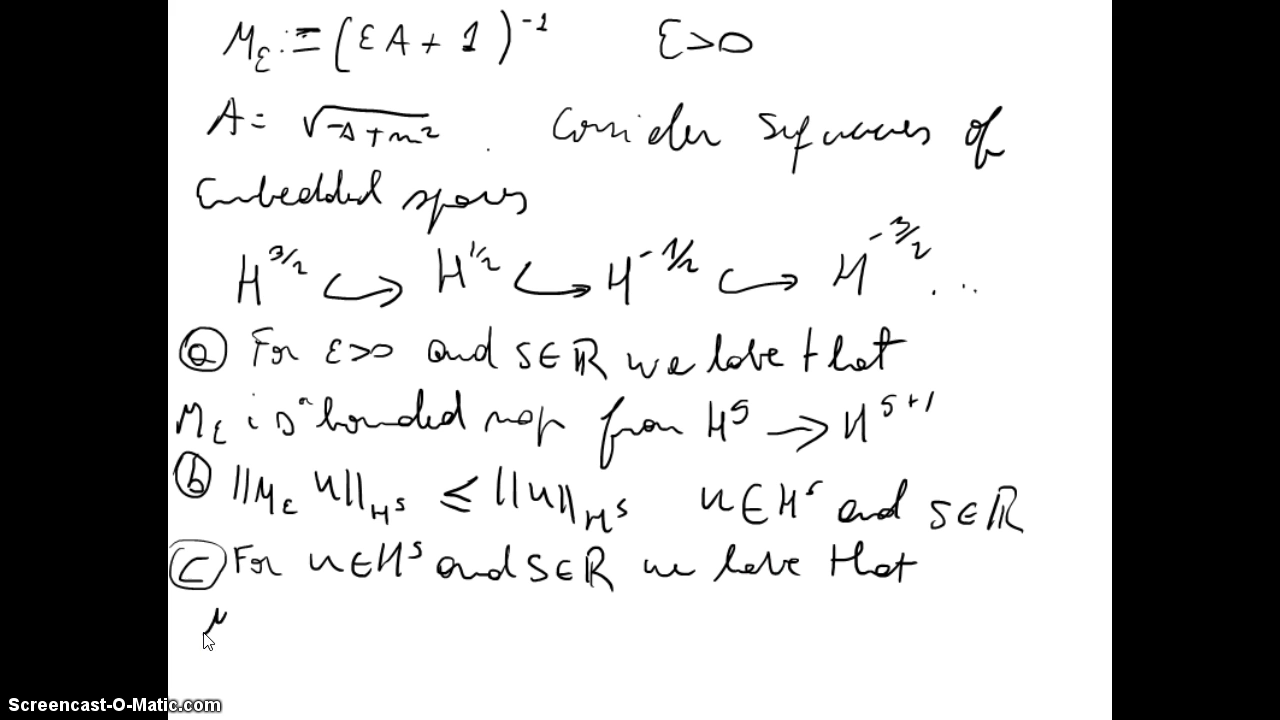 M_ε := (εA + 1)^{-1} ε>0
A = √(-Δ+m²) . Consider sequences of
Embedded spaces
H^{3/2} ↪ H^{1/2} ↪ H^{-1/2} ↪ H^{-3/2} ...
ⓐ For ε>0 and s∈ℝ we have that
M_ε is a bounded map from H^s → H^{s+1}
ⓑ ||M_ε u||_{H^s} ≤ ||u||_{H^s} u∈H^s and s∈ℝ
ⓒ For u∈H^s and s∈ℝ we have that
Screencast-O-Matic.com